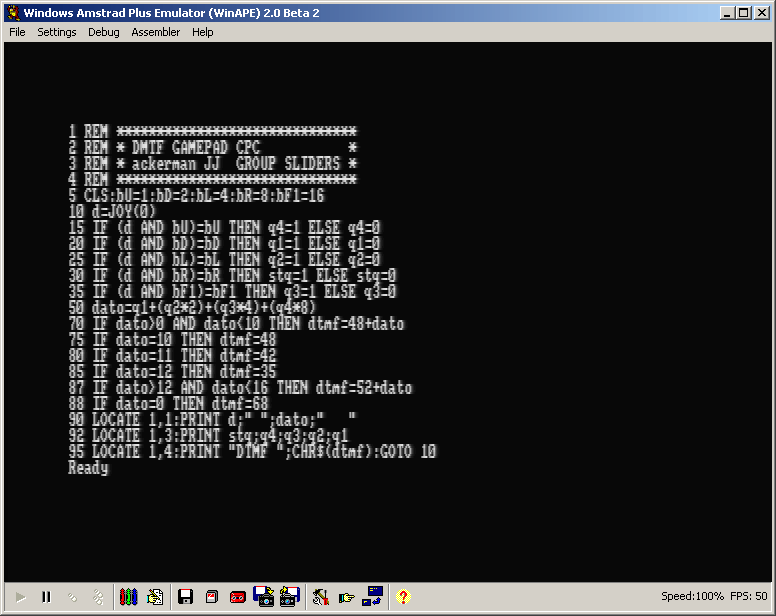 Windows Amstrad Plus Emulator (WinAPE) 2.0 Beta 2
File Settings Debug Assembler Help
1 REM ******************************
2 REM * DMTF GAMEPAD CPC           *
3 REM * ackerman JJ  GROUP SLIDERS *
4 REM ******************************
5 CLS:bU=1:bD=2:bL=4:bR=8:bF1=16
10 d=JOY(0)
15 IF (d AND bU)=bU THEN q4=1 ELSE q4=0
20 IF (d AND bD)=bD THEN q1=1 ELSE q1=0
25 IF (d AND bL)=bL THEN q2=1 ELSE q2=0
30 IF (d AND bR)=bR THEN stq=1 ELSE stq=0
35 IF (d AND bF1)=bF1 THEN q3=1 ELSE q3=0
50 dato=q1+(q2*2)+(q3*4)+(q4*8)
70 IF dato>0 AND dato<10 THEN dtmf=48+dato
75 IF dato=10 THEN dtmf=48
80 IF dato=11 THEN dtmf=42
85 IF dato=12 THEN dtmf=35
87 IF dato>12 AND dato<16 THEN dtmf=52+dato
88 IF dato=0 THEN dtmf=68
90 LOCATE 1,1:PRINT d;" ";dato;"   "
92 LOCATE 1,3:PRINT stq;q4;q3;q2;q1
95 LOCATE 1,4:PRINT "DTMF ";CHR$(dtmf):GOTO 10
Ready
Speed:100% FPS: 50